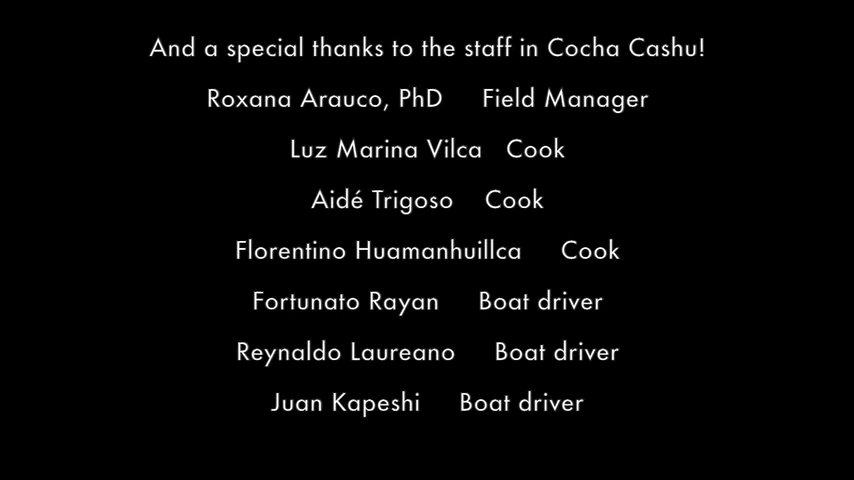 And a special thanks to the staff in Cocha Cashu!
Roxana Arauco, PhD Field Manager
Luz Marina Vilca Cook
Aidé Trigoso Cook
Florentino Huamanhuillca Cook
Fortunato Rayan Boat driver
Reynaldo Laureano Boat driver
Juan Kapeshi Boat driver